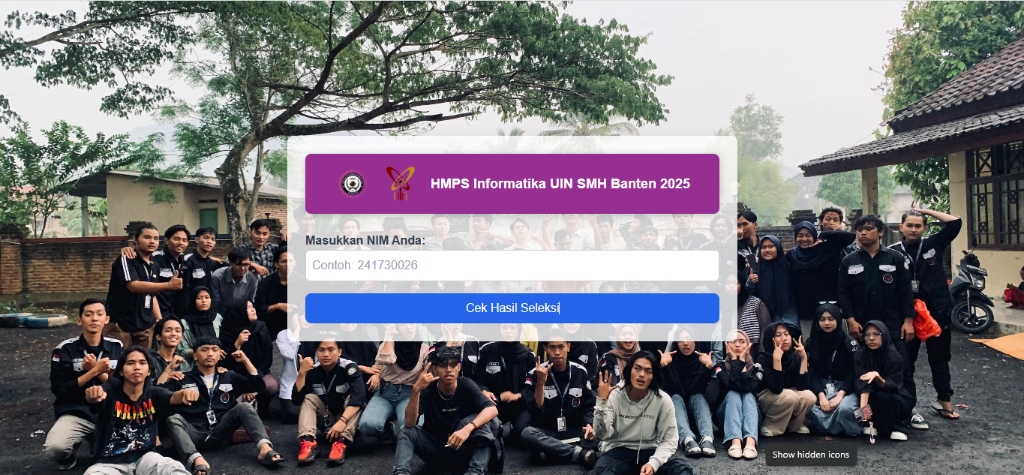 HMPS Informatika UIN SMH Banten 2025
Masukkan NIM Anda:
Contoh: 241730026
Cek Hasil Seleksi
Show hidden icons